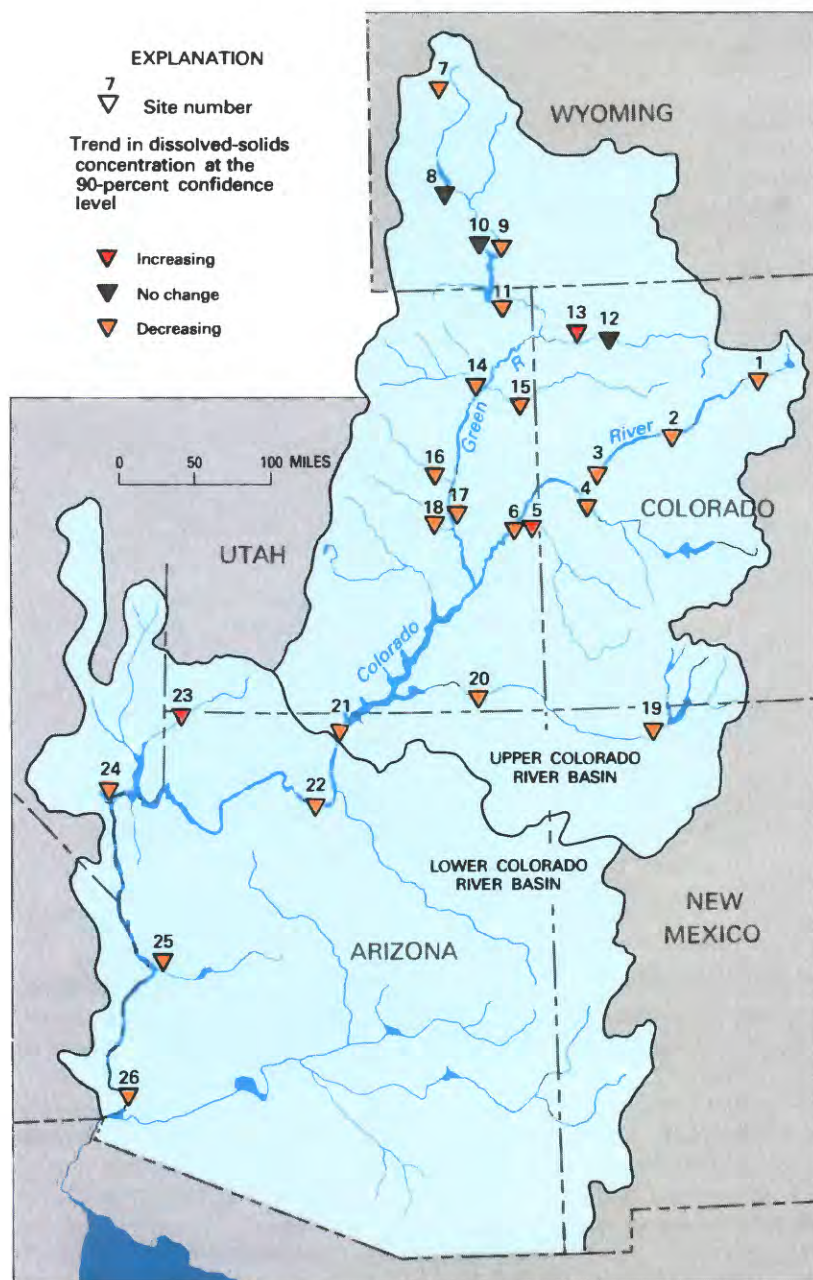 EXPLANATION
7
Site number
Trend in dissolved-solids
concentration at the
90-percent confidence
level
Increasing
No change
Decreasing
7
WYOMING
8
10 9
11
13 12
1
14
15
Green R
2
River
3
16
0 50 100 MILES
4
COLORADO
17
18
6 5
UTAH
Colorado
20
23
21
19
UPPER COLORADO
RIVER BASIN
24
22
LOWER COLORADO
RIVER BASIN
NEW
MEXICO
25
ARIZONA
26